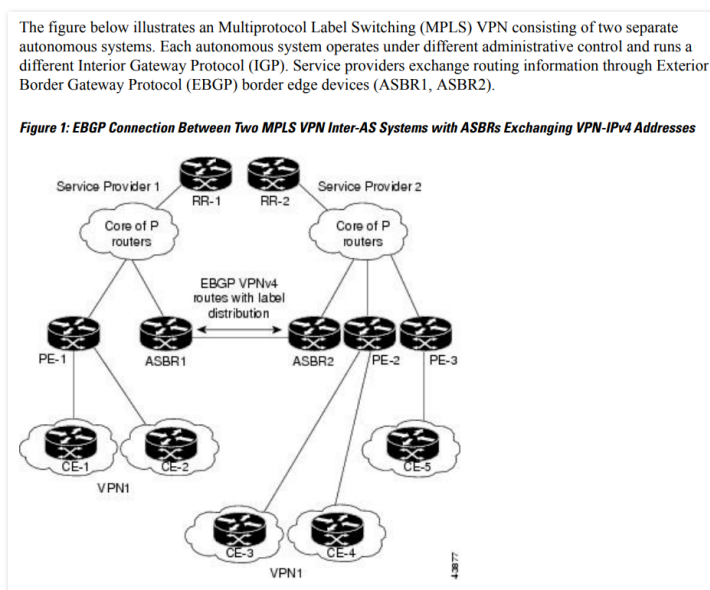 The figure below illustrates an Multiprotocol Label Switching (MPLS) VPN consisting of two separate
autonomous systems. Each autonomous system operates under different administrative control and runs a
different Interior Gateway Protocol (IGP). Service providers exchange routing information through Exterior
Border Gateway Protocol (EBGP) border edge devices (ASBR1, ASBR2).
Figure 1: EBGP Connection Between Two MPLS VPN Inter-AS Systems with ASBRs Exchanging VPN-IPv4 Addresses
Service Provider 1
RR-1
RR-2
Service Provider 2
Core of P
routers
Core of P
routers
EBGP VPNv4
routes with label
distribution
PE-1
ASBR1
ASBR2
PE-2
PE-3
CE-1
CE-2
CE-5
VPN1
CE-3
CE-4
VPN1
43877